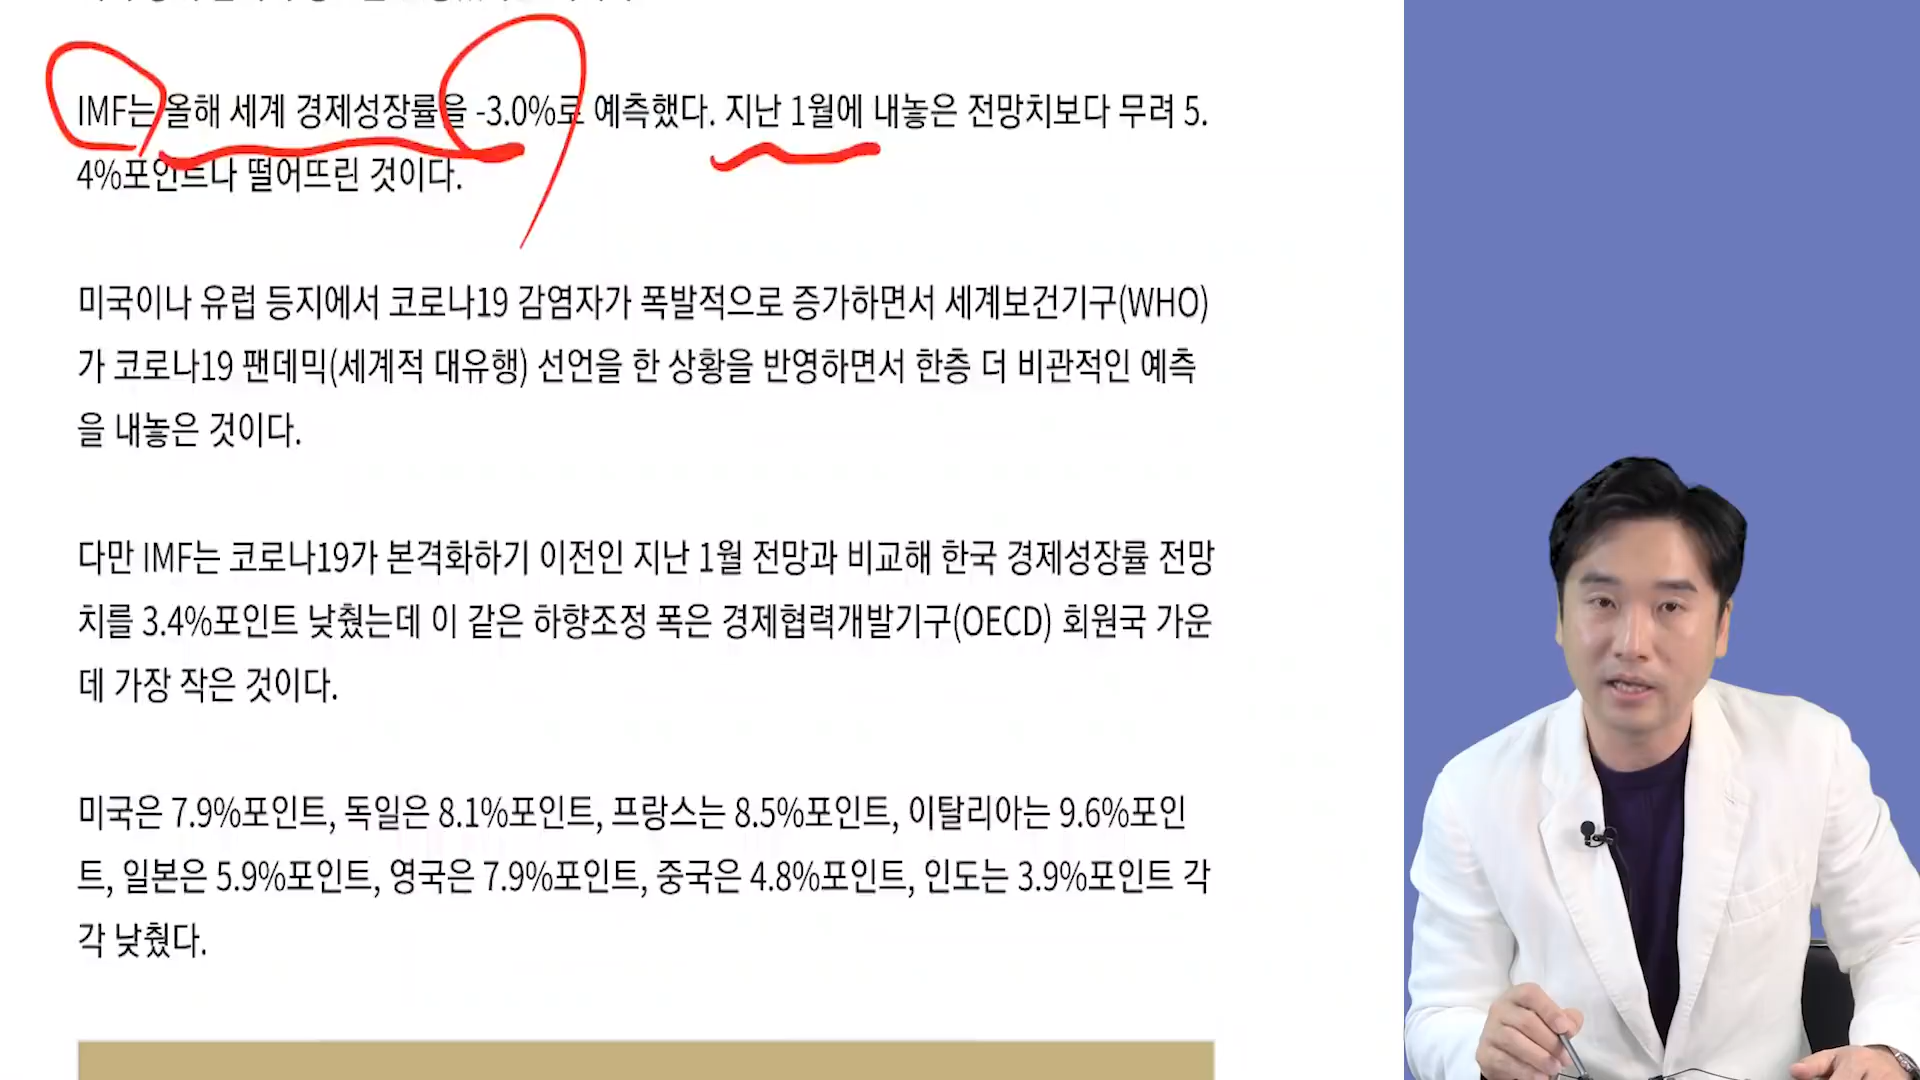 IMF는 올해 세계 경제성장률을 -3.0%로 예측했다. 지난 1월에 내놓은 전망치보다 무려 5.
4%포인트나 떨어뜨린 것이다.
미국이나 유럽 등지에서 코로나19 감염자가 폭발적으로 증가하면서 세계보건기구(WHO)
가 코로나19 팬데믹(세계적 대유행) 선언을 한 상황을 반영하면서 한층 더 비관적인 예측
을 내놓은 것이다.
다만 IMF는 코로나19가 본격화하기 이전인 지난 1월 전망과 비교해 한국 경제성장률 전망
치를 3.4%포인트 낮췄는데 이 같은 하향조정 폭은 경제협력개발기구(OECD) 회원국 가운
데 가장 작은 것이다.
미국은 7.9%포인트, 독일은 8.1%포인트, 프랑스는 8.5%포인트, 이탈리아는 9.6%포인
트, 일본은 5.9%포인트, 영국은 7.9%포인트, 중국은 4.8%포인트, 인도는 3.9%포인트 각
각 낮췄다.